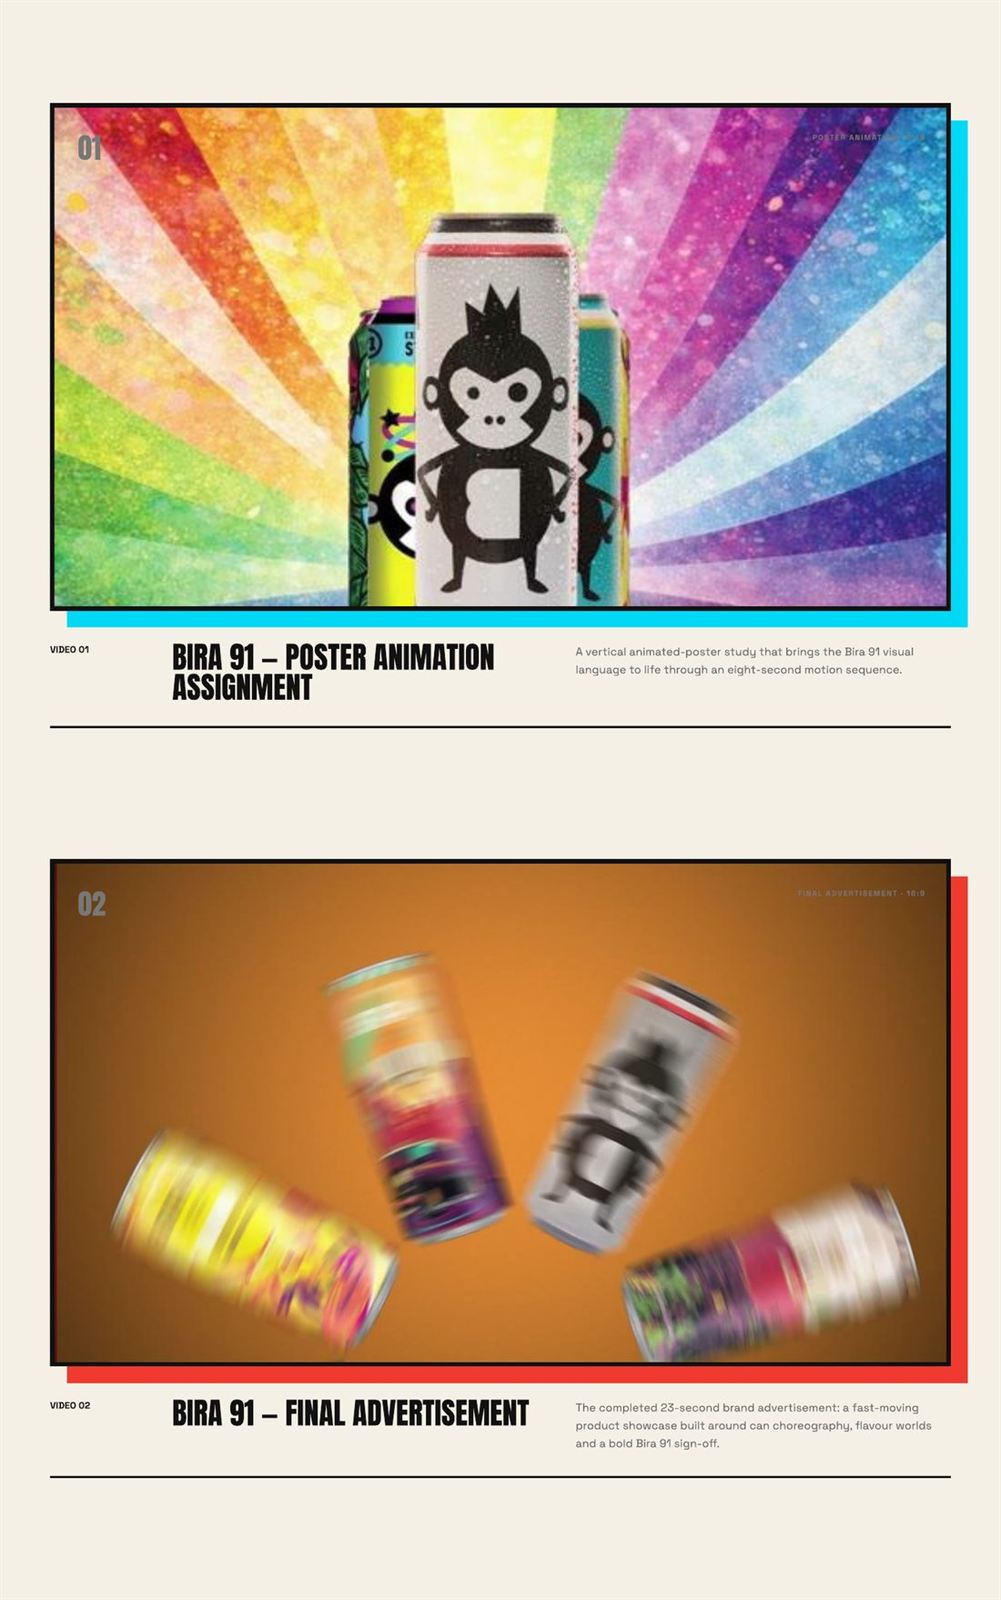 01
POSTER ANIMATION
VIDEO 01
BIRA 91 – POSTER ANIMATION
ASSIGNMENT
A vertical animated-poster study that brings the Bira 91 visual
language to life through an eight-second motion sequence.
02
FINAL ADVERTISEMENT · 16:9
VIDEO 02
BIRA 91 – FINAL ADVERTISEMENT
The completed 23-second brand advertisement: a fast-moving
product showcase built around can choreography, flavour worlds
and a bold Bira 91 sign-off.